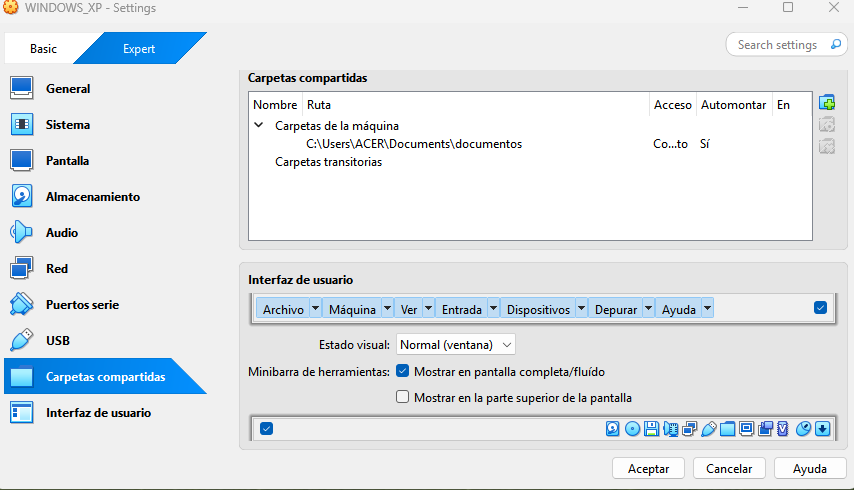 WINDOWS_XP - Settings
Basic Expert Search settings
General
Sistema
Pantalla
Almacenamiento
Audio
Red
Puertos serie
USB
Carpetas compartidas
Interfaz de usuario
Carpetas compartidas
Nombre Ruta Acceso Automontar En
Carpetas de la máquina
C:\Users\ACER\Documents\documentos Co...to Sí
Carpetas transitorias
Interfaz de usuario
Archivo Máquina Ver Entrada Dispositivos Depurar Ayuda
Estado visual: Normal (ventana)
Minibarra de herramientas: Mostrar en pantalla completa/fluído
Mostrar en la parte superior de la pantalla
Aceptar Cancelar Ayuda